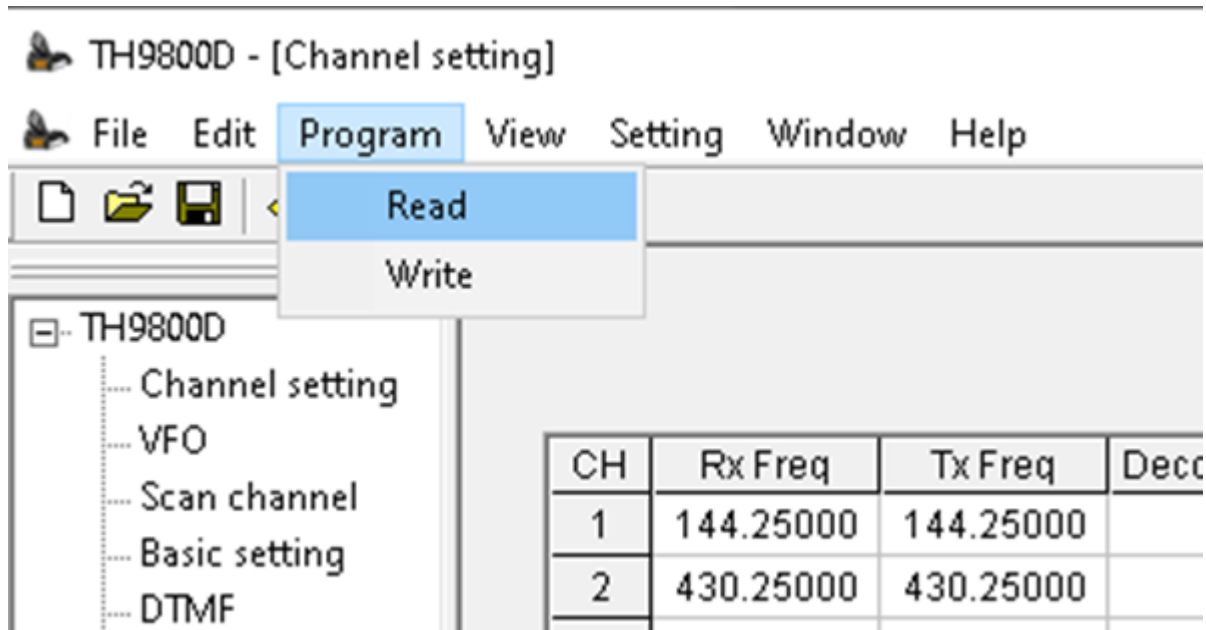 TH9800D - [Channel setting]
File Edit Program View Setting Window Help
Read
Write
TH9800D
Channel setting
VFO
Scan channel
Basic setting
DTMF
CH Rx Freq Tx Freq
1 144.25000 144.25000
2 430.25000 430.25000